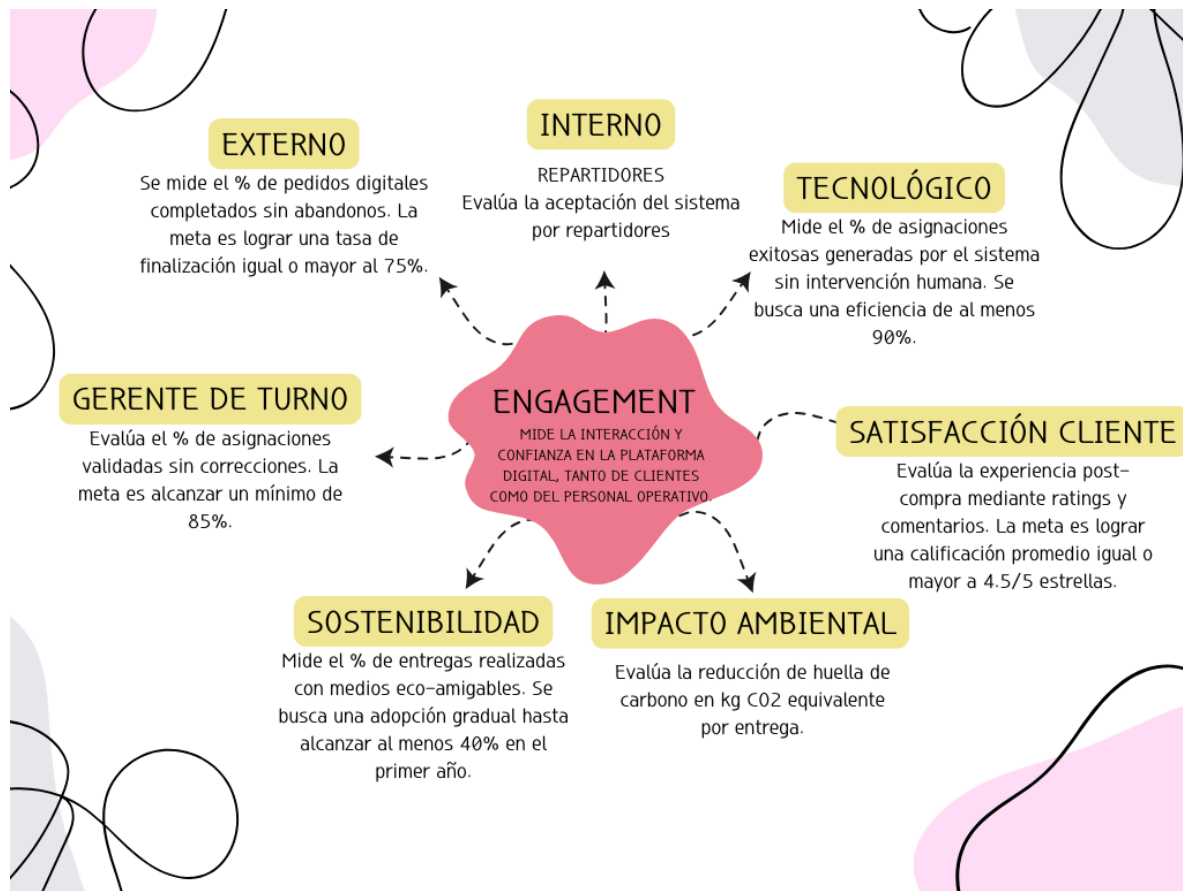 EXTERNO
Se mide el % de pedidos digitales
completados sin abandonos. La
meta es lograr una tasa de
finalización igual o mayor al 75%.
INTERNO
REPARTIDORES
Evalúa la aceptación del sistema
por repartidores
TECNOLÓGICO
Mide el % de asignaciones
exitosas generadas por el sistema
sin intervención humana. Se
busca una eficiencia de al menos
90%.
GERENTE DE TURNO
Evalúa el % de asignaciones
validadas sin correcciones. La
meta es alcanzar un mínimo de
85%.
ENGAGEMENT
MIDE LA INTERACCIÓN Y
CONFIANZA EN LA PLATAFORMA
DIGITAL, TANTO DE CLIENTES
COMO DEL PERSONAL OPERATIVO.
SATISFACCIÓN CLIENTE
Evalúa la experiencia post-
compra mediante ratings y
comentarios. La meta es lograr
una calificación promedio igual o
mayor a 4.5/5 estrellas.
SOSTENIBILIDAD
Mide el % de entregas realizadas
con medios eco-amigables. Se
busca una adopción gradual hasta
alcanzar al menos 40% en el
primer año.
IMPACTO AMBIENTAL
Evalúa la reducción de huella de
carbono en kg CO2 equivalente
por entrega.